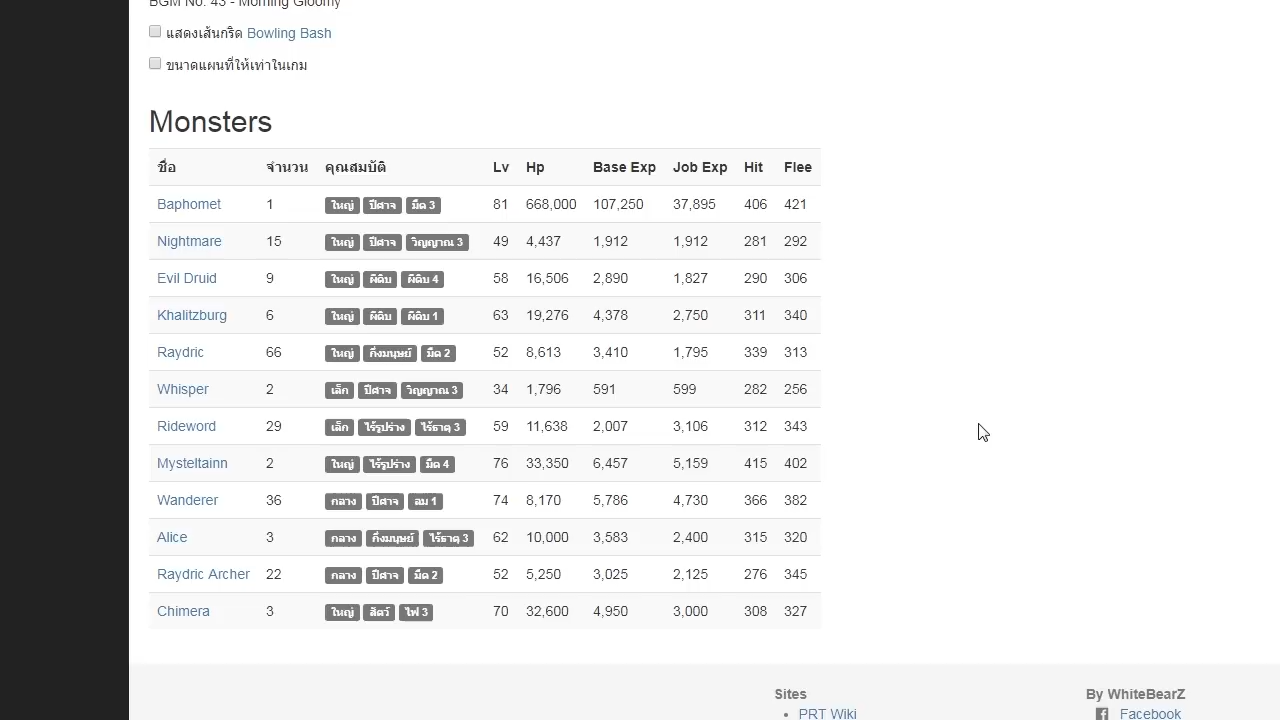 BGM No. 43 - Morning Gloomy
แสดงเส้นกริด Bowling Bash
ขนาดแผนที่ให้เท่าในเกม
Monsters
ชื่อ จำนวน คุณสมบัติ Lv Hp Base Exp Job Exp Hit Flee
Baphomet 1 ใหญ่ ปีศาจ มืด 3 81 668,000 107,250 37,895 406 421
Nightmare 15 ใหญ่ ปีศาจ วิญญาณ 3 49 4,437 1,912 1,912 281 292
Evil Druid 9 ใหญ่ ผีดิบ ผีดิบ 4 58 16,506 2,890 1,827 290 306
Khalitzburg 6 ใหญ่ ผีดิบ ผีดิบ 1 63 19,276 4,378 2,750 311 340
Raydric 66 ใหญ่ กึ่งมนุษย์ มืด 2 52 8,613 3,410 1,795 339 313
Whisper 2 เล็ก ปีศาจ วิญญาณ 3 34 1,796 591 599 282 256
Rideword 29 เล็ก ไร้รูปร่าง ไร้ธาตุ 3 59 11,638 2,007 3,106 312 343
Mysteltainn 2 ใหญ่ ไร้รูปร่าง มืด 4 76 33,350 6,457 5,159 415 402
Wanderer 36 กลาง ปีศาจ ลม 1 74 8,170 5,786 4,730 366 382
Alice 3 กลาง กึ่งมนุษย์ ไร้ธาตุ 3 62 10,000 3,583 2,400 315 320
Raydric Archer 22 กลาง ปีศาจ มืด 2 52 5,250 3,025 2,125 276 345
Chimera 3 ใหญ่ สัตว์ ไฟ 3 70 32,600 4,950 3,000 308 327
Sites By WhiteBearZ
PRT Wiki Facebook